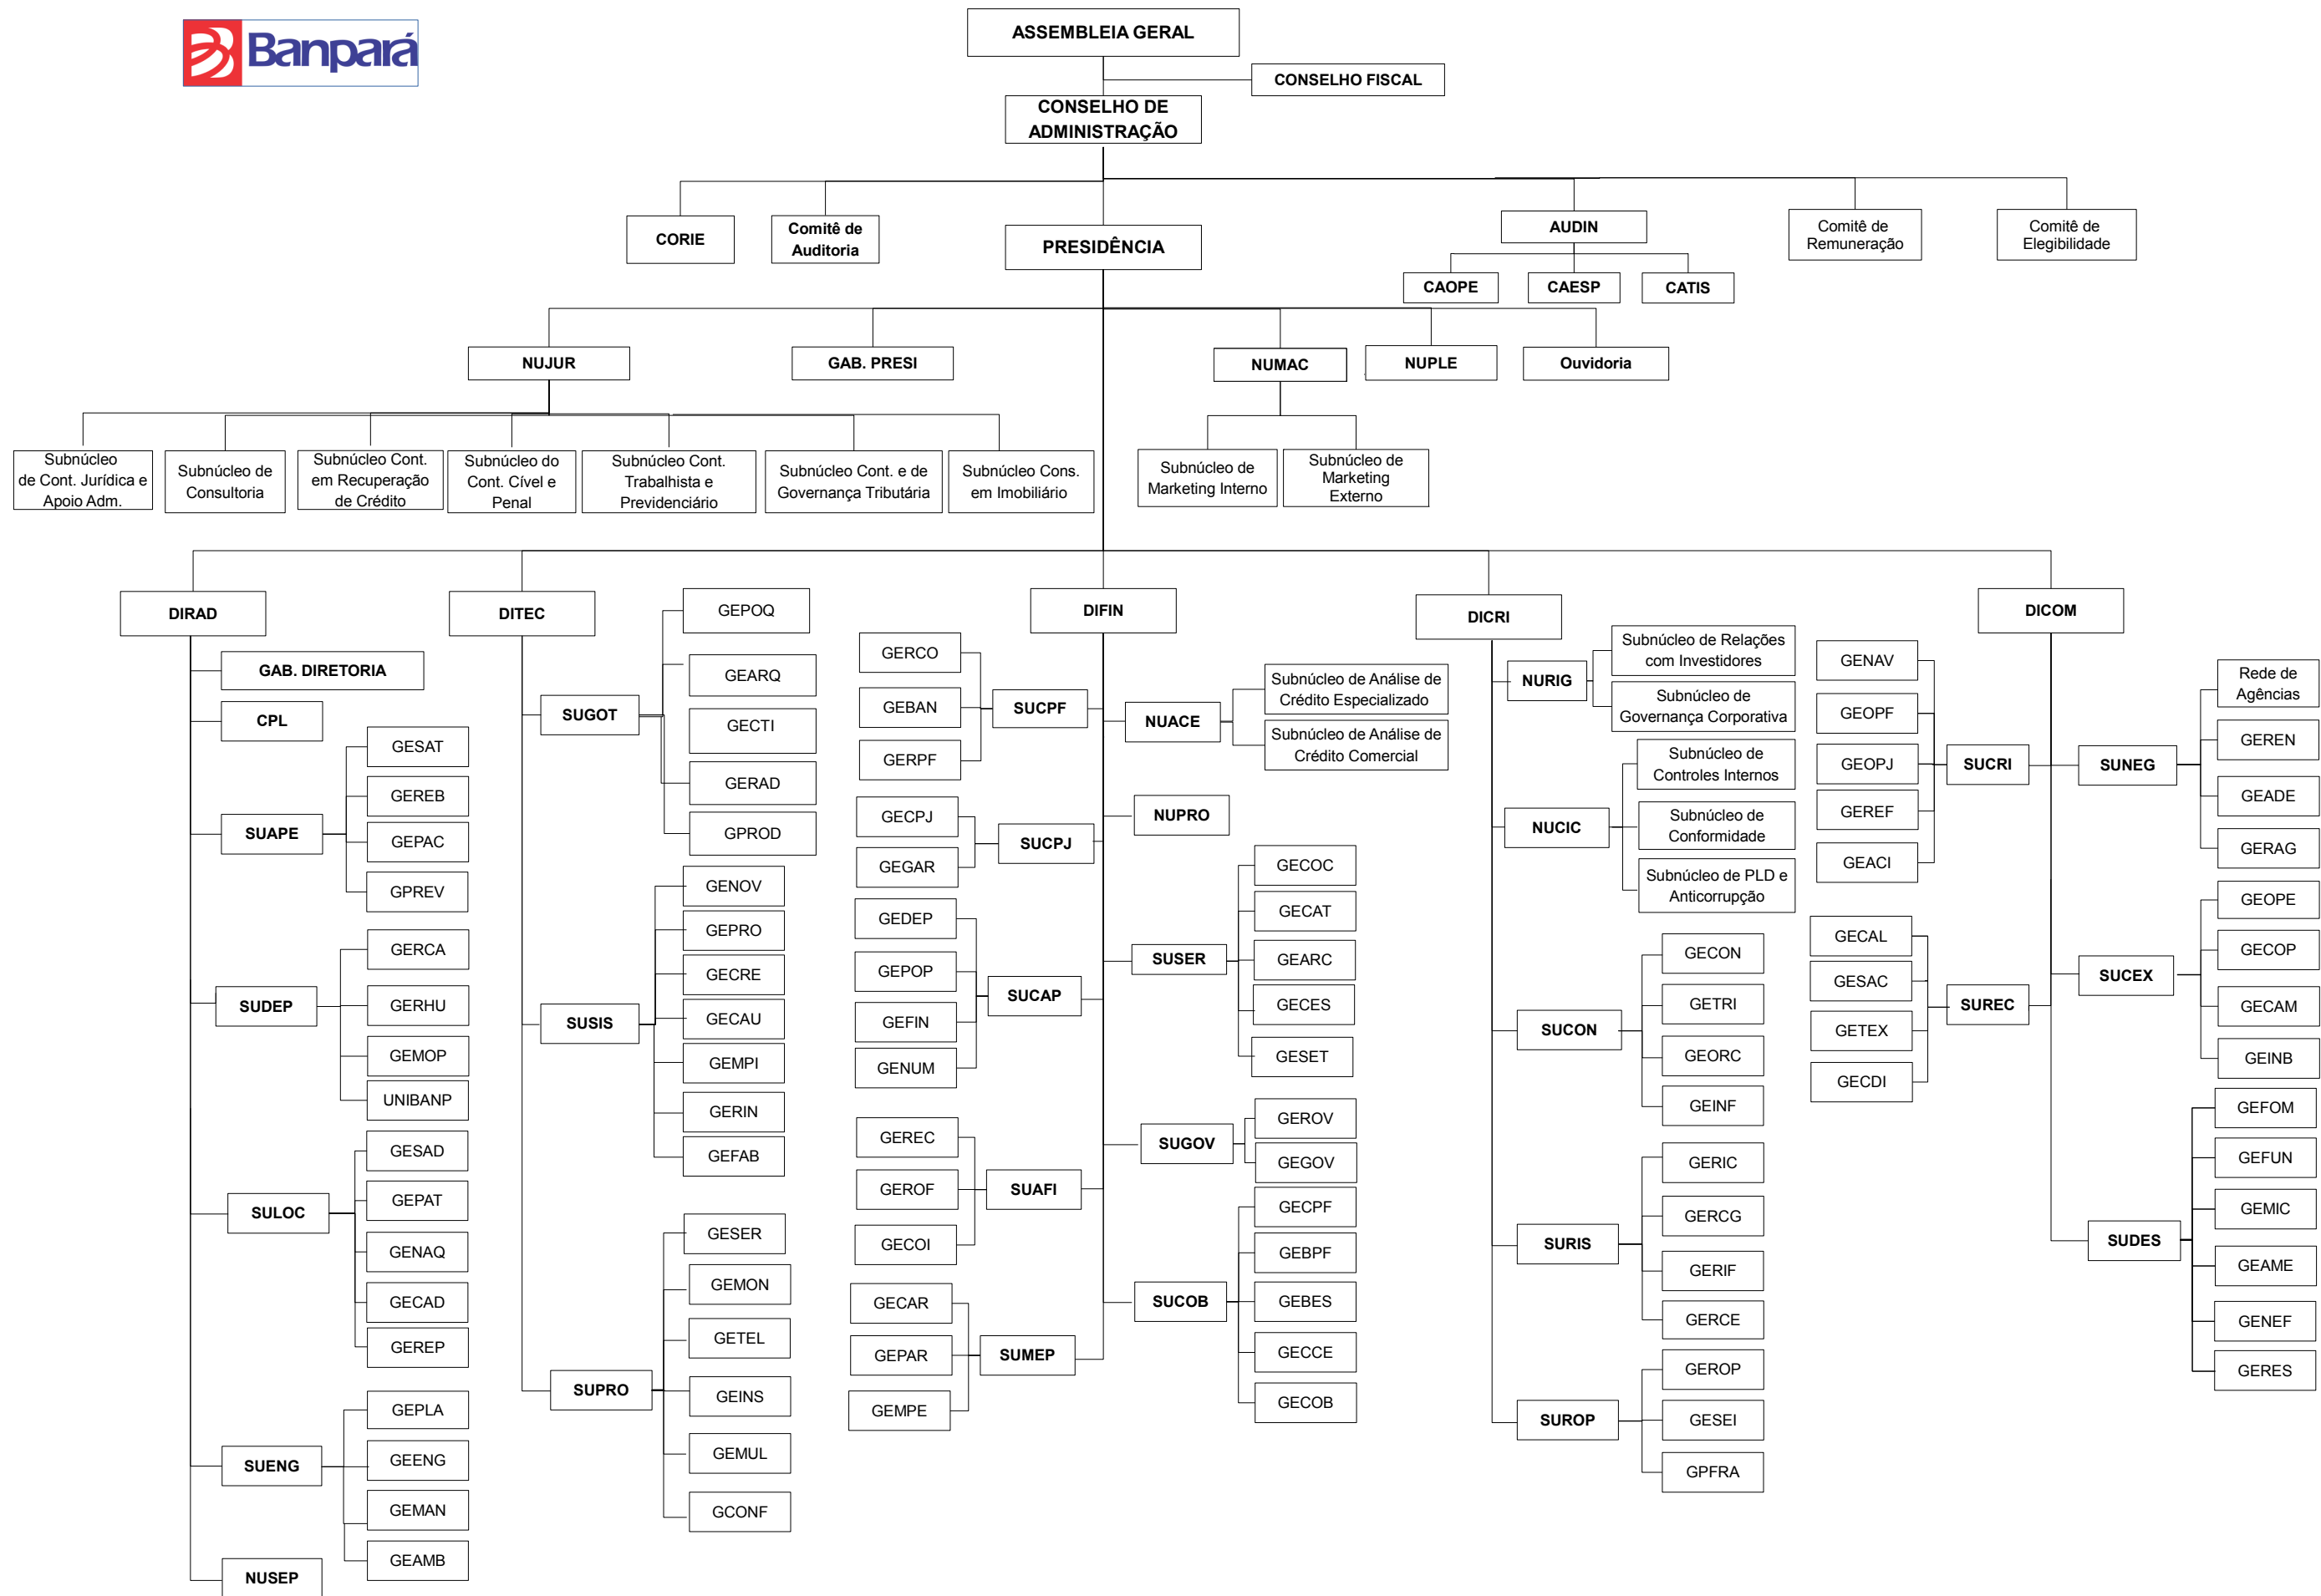 Banpará
ASSEMBLEIA GERAL
CONSELHO FISCAL
CONSELHO DE
ADMINISTRAÇÃO
CORIE
Comitê de
Auditoria
PRESIDÊNCIA
AUDIN
Comitê de
Remuneração
Comitê de
Elegibilidade
CAOPE
CAESP
CATIS
NUJUR
GAB. PRESI
NUMAC
NUPLE
Ouvidoria
Subnúcleo
de Cont. Jurídica e
Apoio Adm.
Subnúcleo de
Consultoria
Subnúcleo Cont.
em Recuperação
de Crédito
Subnúcleo do
Cont. Cível e
Penal
Subnúcleo Cont.
Trabalhista e
Previdenciário
Subnúcleo Cont. e de
Governança Tributária
Subnúcleo Cons.
em Imobiliário
Subnúcleo de
Marketing Interno
Subnúcleo de
Marketing
Externo
DIRAD
GAB. DIRETORIA
CPL
SUAPE
GESAT
GEREB
GEPAC
GPREV
SUDEP
GERCA
GERHU
GEMOP
UNIBANP
SULOC
GESAD
GEPAT
GENAQ
GECAD
GEREP
SUENG
GEPLA
GEENG
GEMAN
GEAMB
NUSEP
DITEC
SUGOT
GEPOQ
GEARQ
GECTI
GERAD
GPROD
SUSIS
GENOV
GEPRO
GECRE
GECAU
GEMPI
GERIN
GEFAB
SUPRO
GESER
GEMON
GETEL
GEINS
GEMUL
GCONF
DIFIN
GERCO
GEBAN
GERPF
SUCPF
GECPJ
GEGAR
SUCPJ
GEDEP
GEPOP
GEFIN
GENUM
SUCAP
GEREC
GEROF
GECOI
SUAFI
GECAR
GEPAR
GEMPE
SUMEP
NUACE
Subnúcleo de Análise de
Crédito Especializado
Subnúcleo de Análise de
Crédito Comercial
NUPRO
SUSER
GECOC
GECAT
GEARC
GECES
GESET
SUGOV
GEROV
GEGOV
SUCOB
GECPF
GEBPF
GEBES
GECCE
GECOB
DICRI
NURIG
Subnúcleo de Relações
com Investidores
Subnúcleo de
Governança Corporativa
NUCIC
Subnúcleo de
Controles Internos
Subnúcleo de
Conformidade
Subnúcleo de PLD e
Anticorrupção
SUCON
GECON
GETRI
GEORC
GEINF
SURIS
GERIC
GERCG
GERIF
GERCE
SUROP
GEROP
GESEI
GPFRA
DICOM
GENAV
GEOPF
GEOPJ
GEREF
GEACI
SUCRI
GECAL
GESAC
GETEX
GECDI
SUREC
SUNEG
Rede de
Agências
GEREN
GEADE
GERAG
SUCEX
GEOPE
GECOP
GECAM
GEINB
SUDES
GEFOM
GEFUN
GEMIC
GEAME
GENEF
GERES